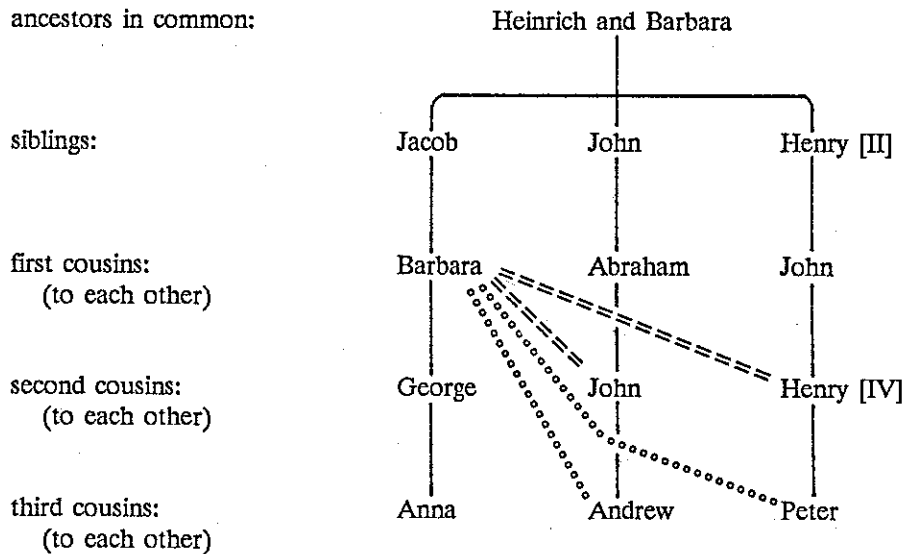 ancestors in common: Heinrich and Barbara
siblings: Jacob John Henry [II]
first cousins: Barbara Abraham John
(to each other)
second cousins: George John Henry [IV]
(to each other)
third cousins: Anna Andrew Peter
(to each other)